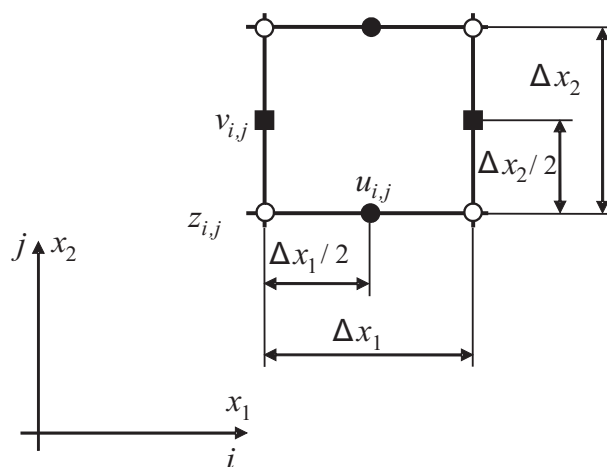 Δx₂
v_{i,j}
Δx₂/2
u_{i,j}
z_{i,j}
j x₂
Δx₁/2
Δx₁
x₁
i